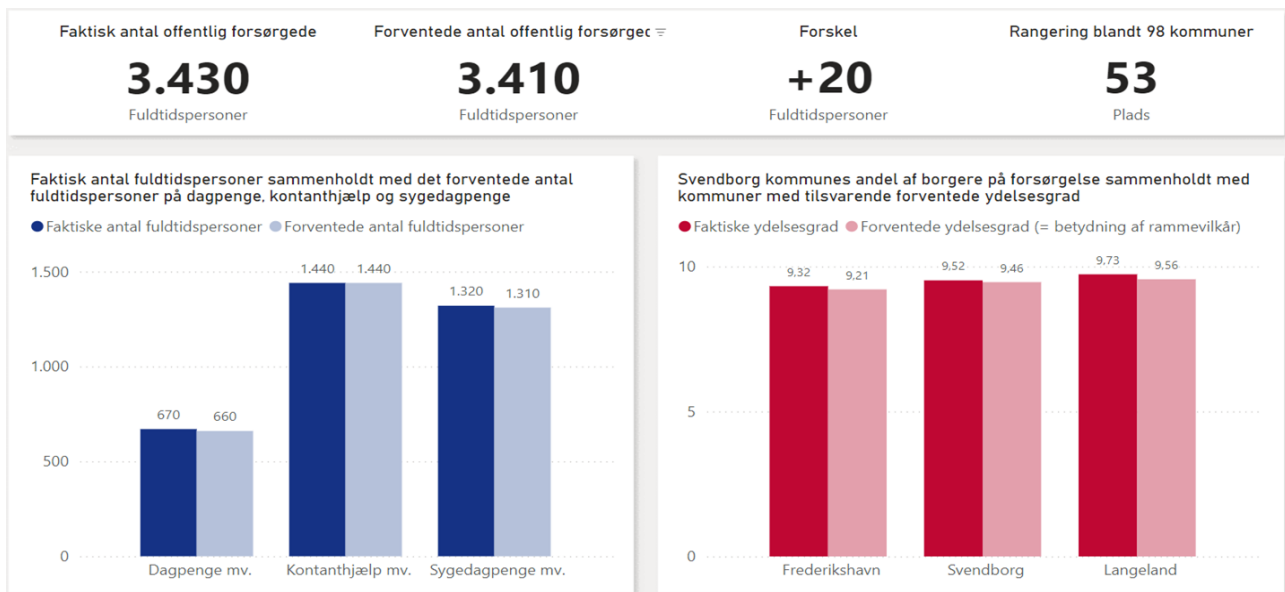 Faktisk antal offentlig forsørgede
3.430
Fuldtidspersoner
Forventede antal offentlig forsørgec
3.410
Fuldtidspersoner
Forskel
+20
Fuldtidspersoner
Rangering blandt 98 kommuner
53
Plads
Faktisk antal fuldtidspersoner sammenholdt med det forventede antal
fuldtidspersoner på dagpenge, kontanthjælp og sygedagpenge
Faktiske antal fuldtidspersoner Forventede antal fuldtidspersoner
1.500
1.000
500
0
670 660
1.440 1.440
1.320 1.310
Dagpenge mv. Kontanthjælp mv. Sygedagpenge mv.
Svendborg kommunes andel af borgere på forsørgelse sammenholdt med
kommuner med tilsvarende forventede ydelsesgrad
Faktiske ydelsesgrad Forventede ydelsesgrad (= betydning af rammevilkår)
10
5
0
9,32 9,21
9,52 9,46
9,73 9,56
Frederikshavn Svendborg Langeland